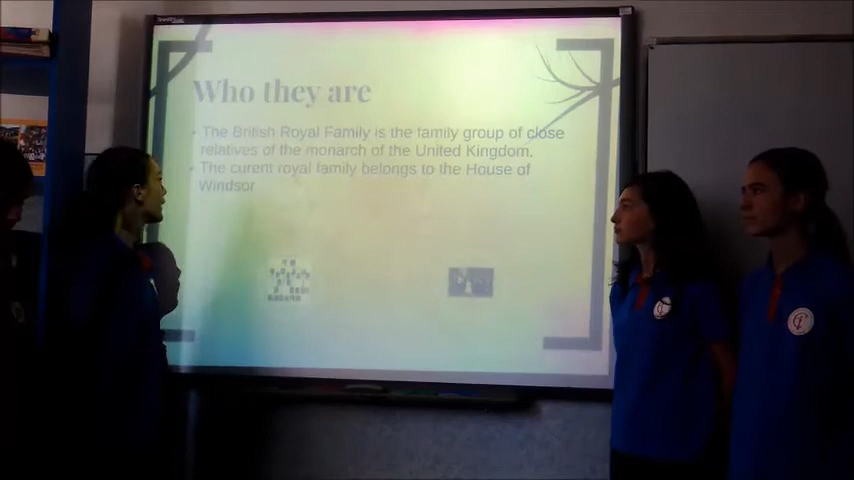 Who they are
The British Royal Family is the family group of close
relatives of the monarch of the United Kingdom.
The curent royal family belongs to the House of
Windsor